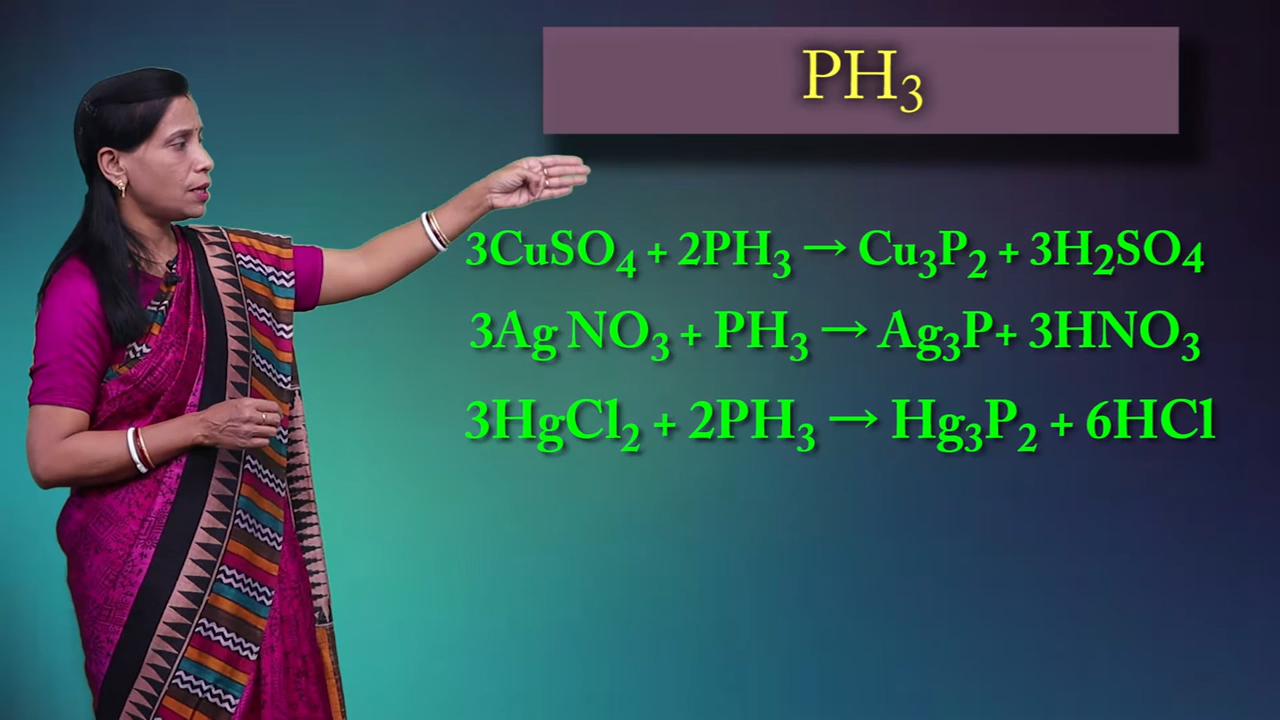 PH₃
3CuSO₄ + 2PH₃ → Cu₃P₂ + 3H₂SO₄
3Ag NO₃ + PH₃ → Ag₃P+ 3HNO₃
3HgCl₂ + 2PH₃ → Hg₃P₂ + 6HCl